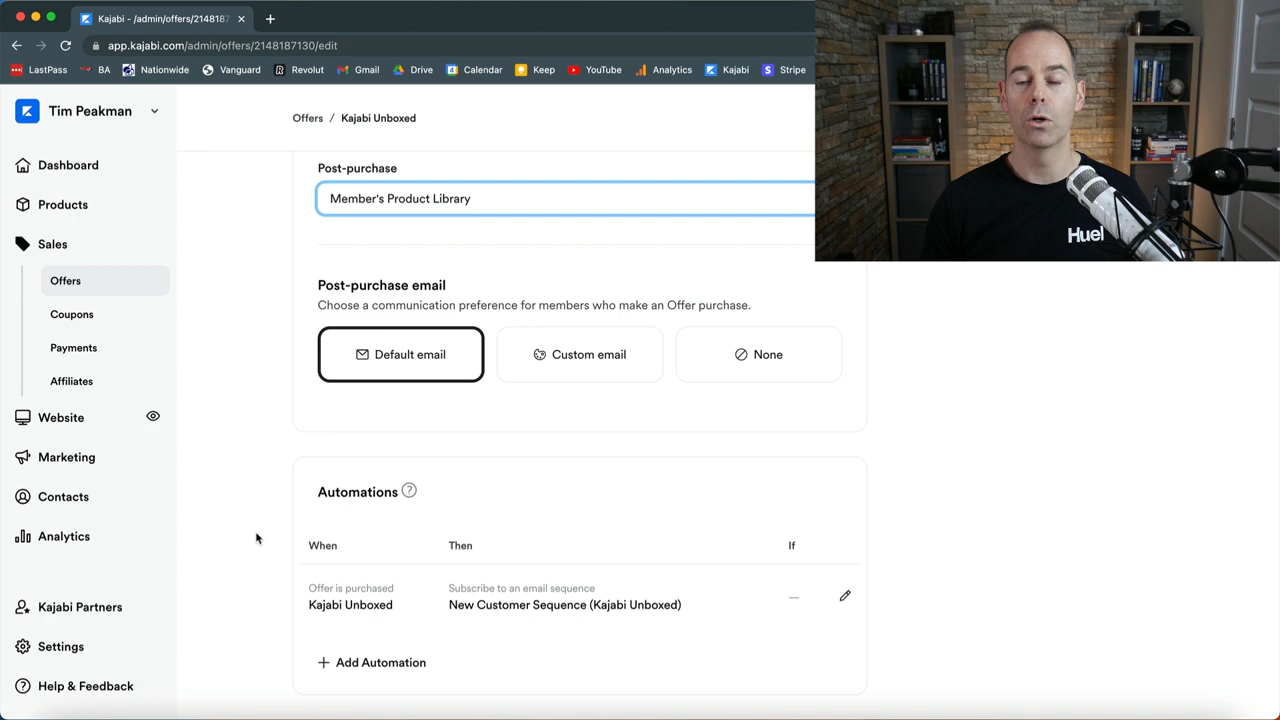 Kajabi - /admin/offers/2148187
app.kajabi.com/admin/offers/2148187130/edit
LastPass
BA
Nationwide
Vanguard
Revolut
Gmail
Drive
Calendar
Keep
YouTube
Analytics
Kajabi
Stripe
Tim Peakman
Dashboard
Products
Sales
Offers
Coupons
Payments
Affiliates
Website
Marketing
Contacts
Analytics
Kajabi Partners
Settings
Help & Feedback
Offers / Kajabi Unboxed
Post-purchase
Member's Product Library
Post-purchase email
Choose a communication preference for members who make an Offer purchase.
Default email
Custom email
None
Automations
When Then If
Offer is purchased
Kajabi Unboxed
Subscribe to an email sequence
New Customer Sequence (Kajabi Unboxed)
—
+ Add Automation
Huel